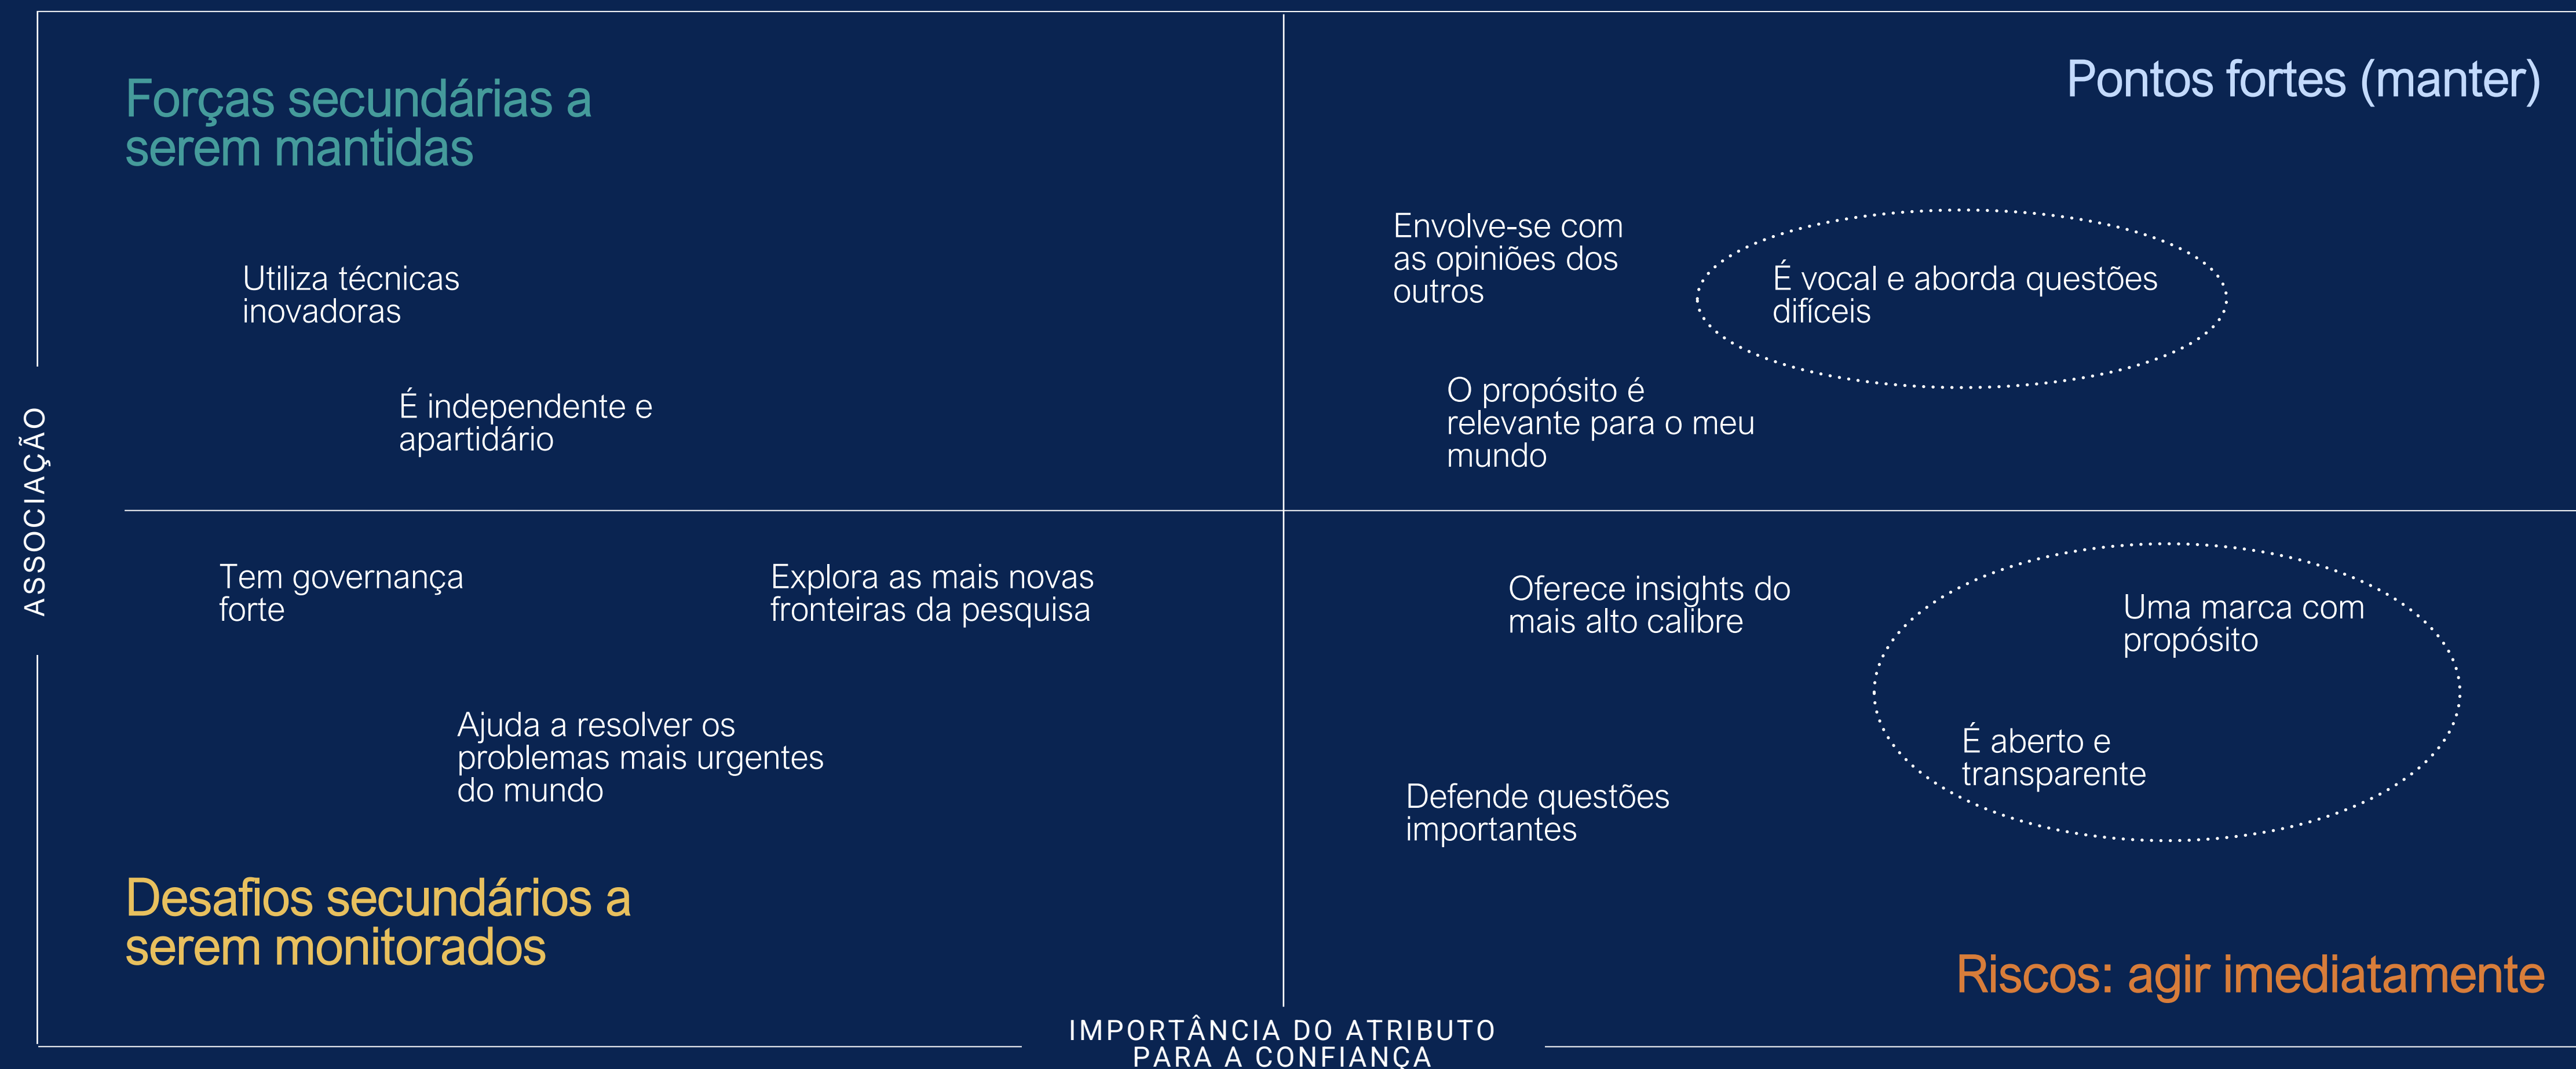 Forças secundárias a
serem mantidas
Pontos fortes (manter)
Utiliza técnicas
inovadoras
É independente e
apartidário
Envolve-se com
as opiniões dos
outros
É vocal e aborda questões
difíceis
O propósito é
relevante para o meu
mundo
ASSOCIAÇÃO
Tem governança
forte
Explora as mais novas
fronteiras da pesquisa
Ajuda a resolver os
problemas mais urgentes
do mundo
Oferece insights do
mais alto calibre
Uma marca com
propósito
É aberto e
transparente
Defende questões
importantes
Desafios secundários a
serem monitorados
Riscos: agir imediatamente
IMPORTÂNCIA DO ATRIBUTO
PARA A CONFIANÇA